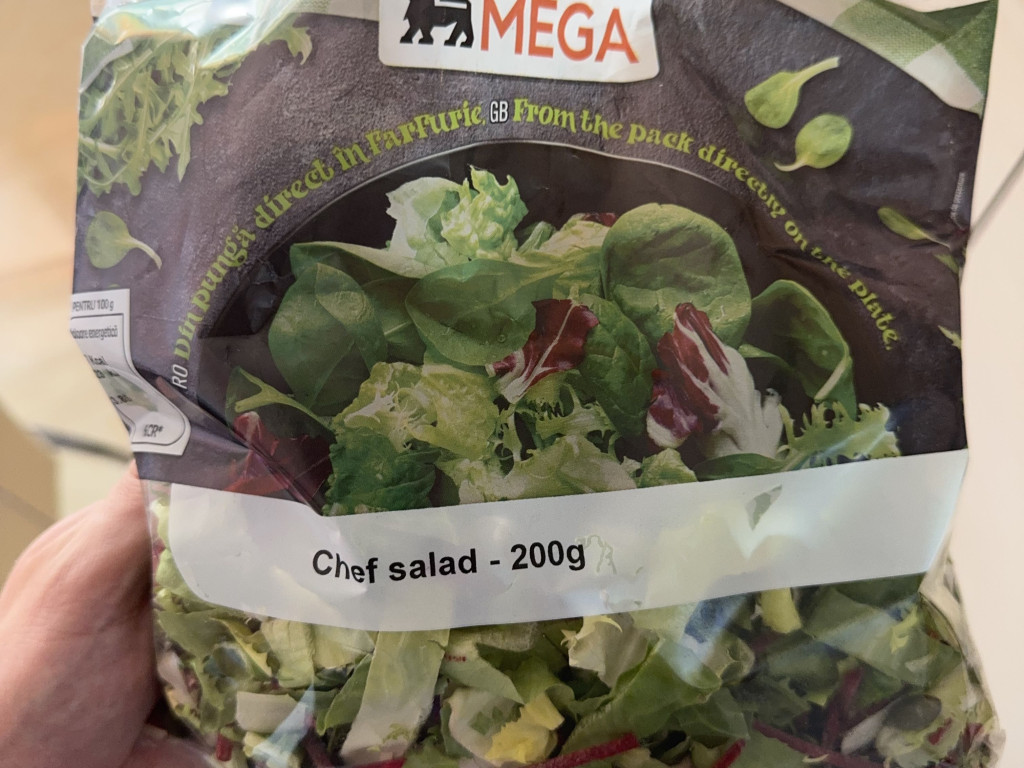 MEGA
RO Din pungă direct în farfurie. GB From the pack directly on the plate.
PENTRU 100 g
Chef salad - 200g